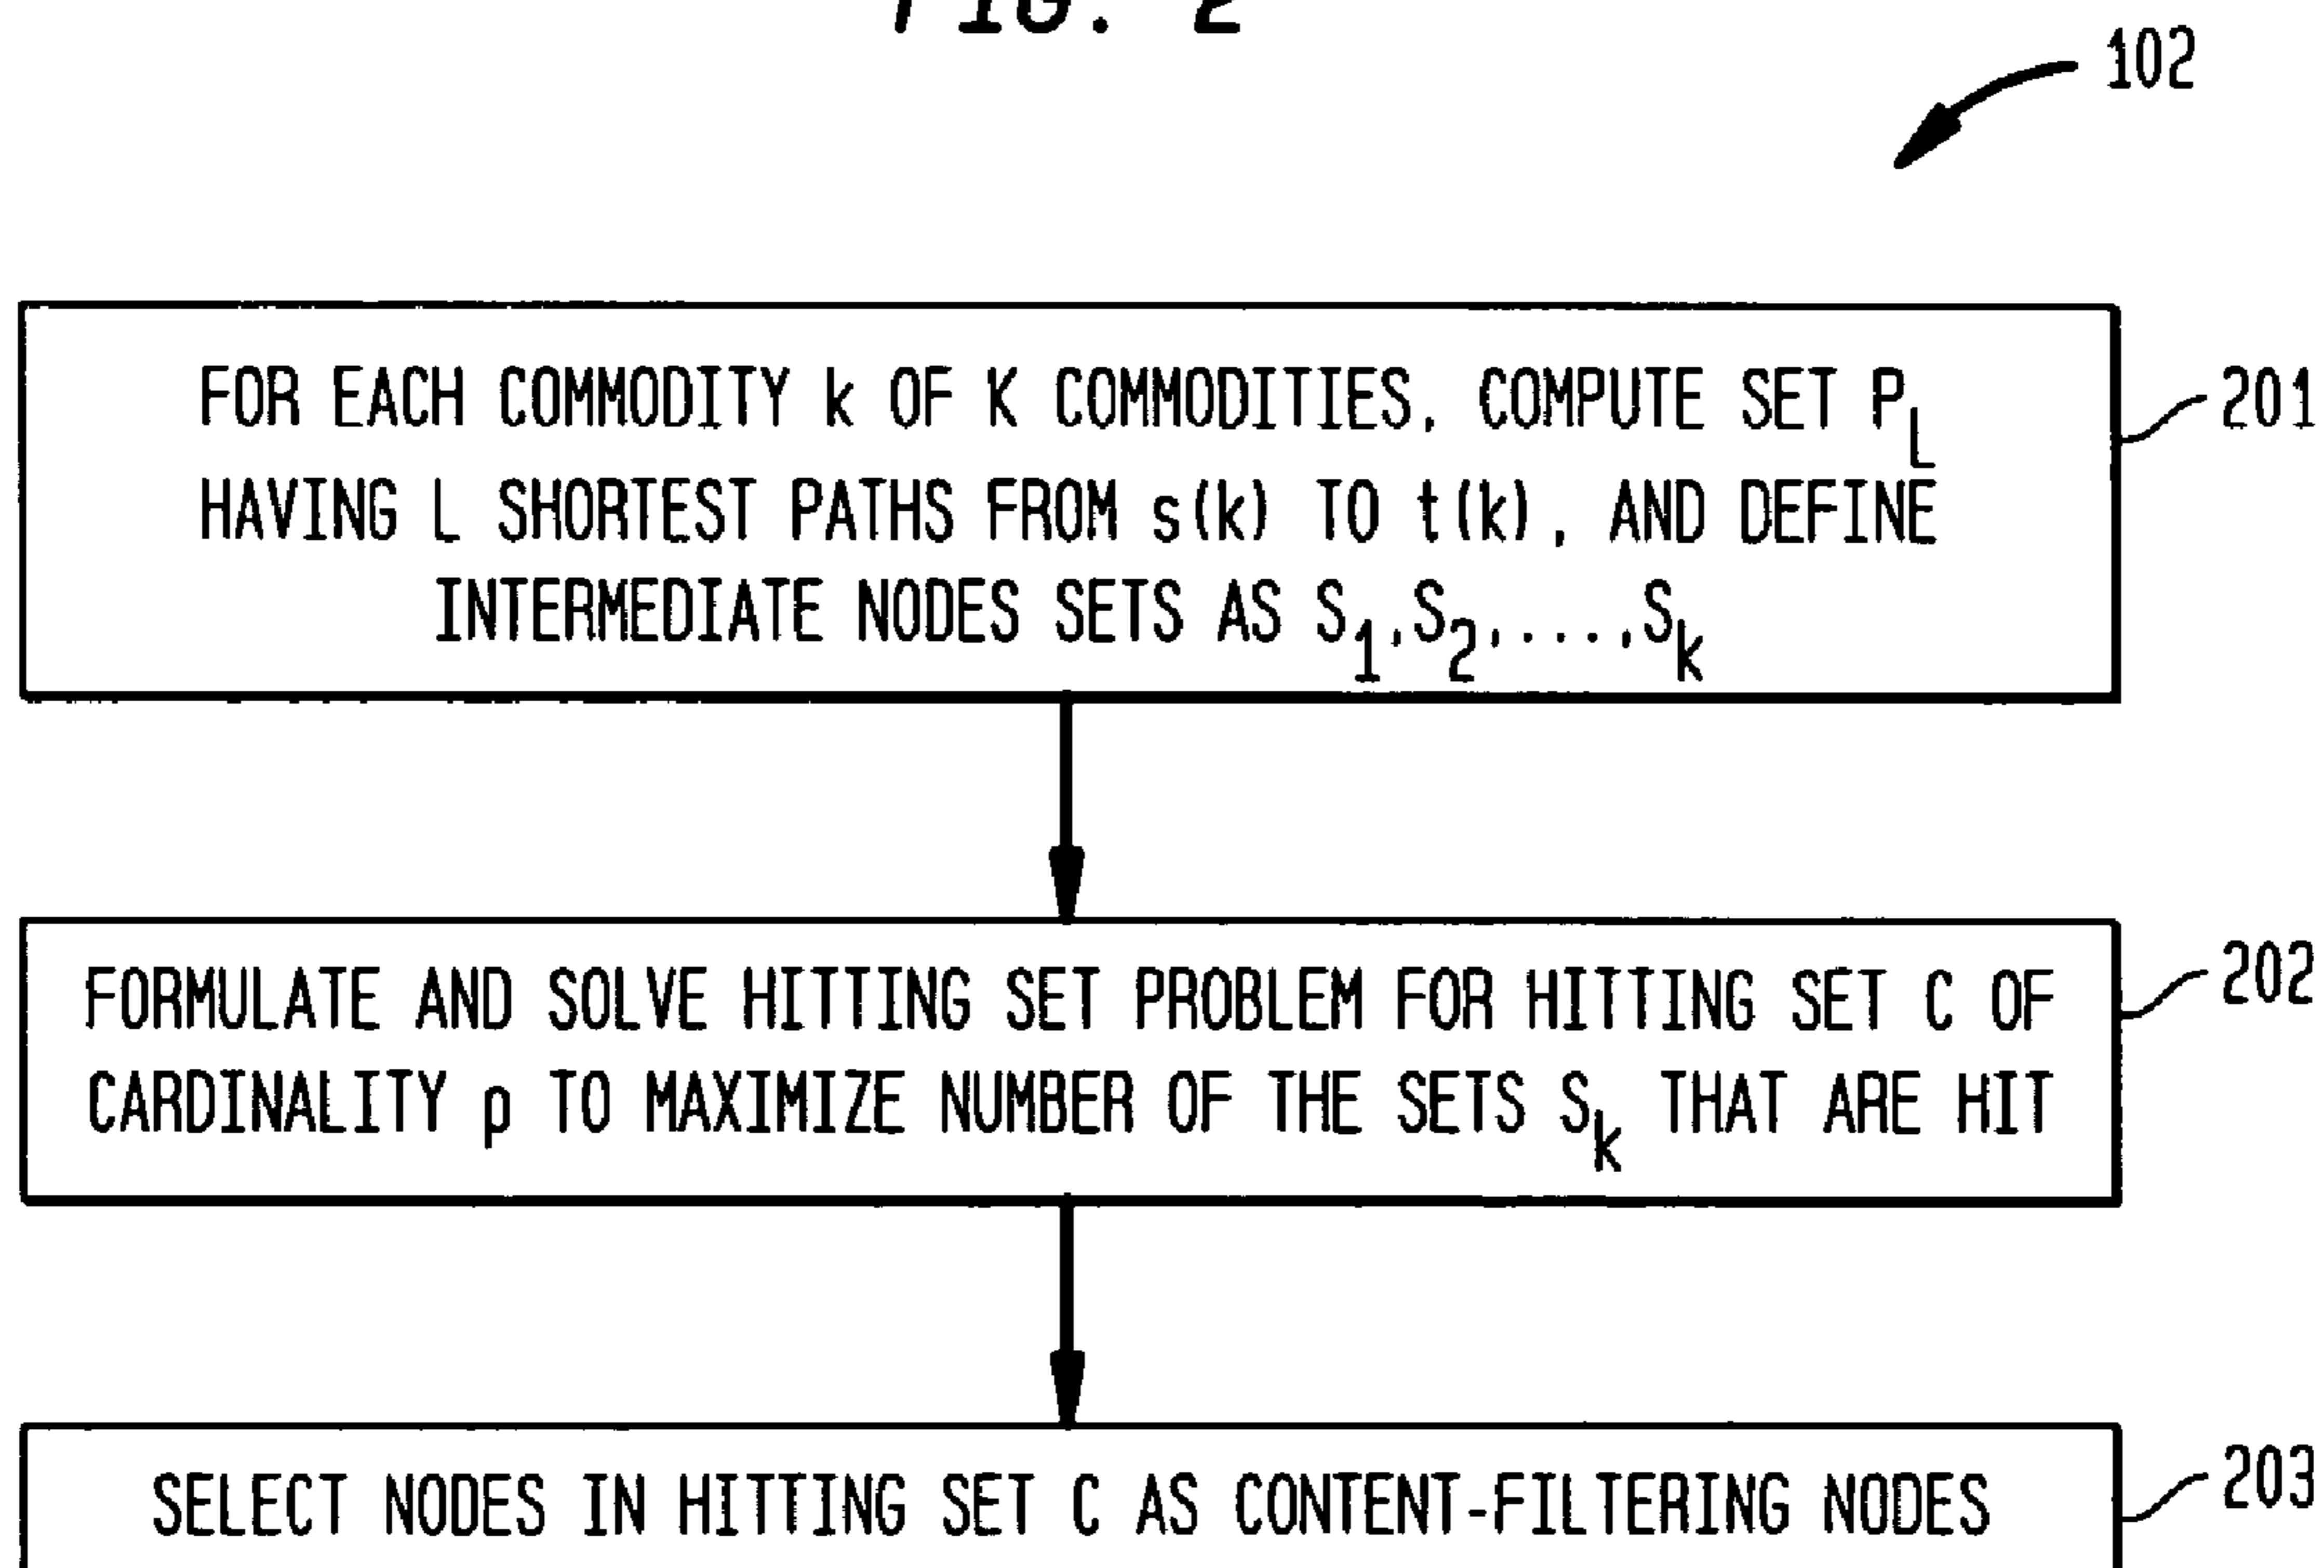 FIG. 2
102
FOR EACH COMMODITY k OF K COMMODITIES, COMPUTE SET P_L
201
HAVING L SHORTEST PATHS FROM s(k) TO t(k), AND DEFINE
INTERMEDIATE NODES SETS AS S_1,S_2,....,S_k
FORMULATE AND SOLVE HITTING SET PROBLEM FOR HITTING SET C OF
202
CARDINALITY p TO MAXIMIZE NUMBER OF THE SETS S_k THAT ARE HIT
SELECT NODES IN HITTING SET C AS CONTENT-FILTERING NODES
203